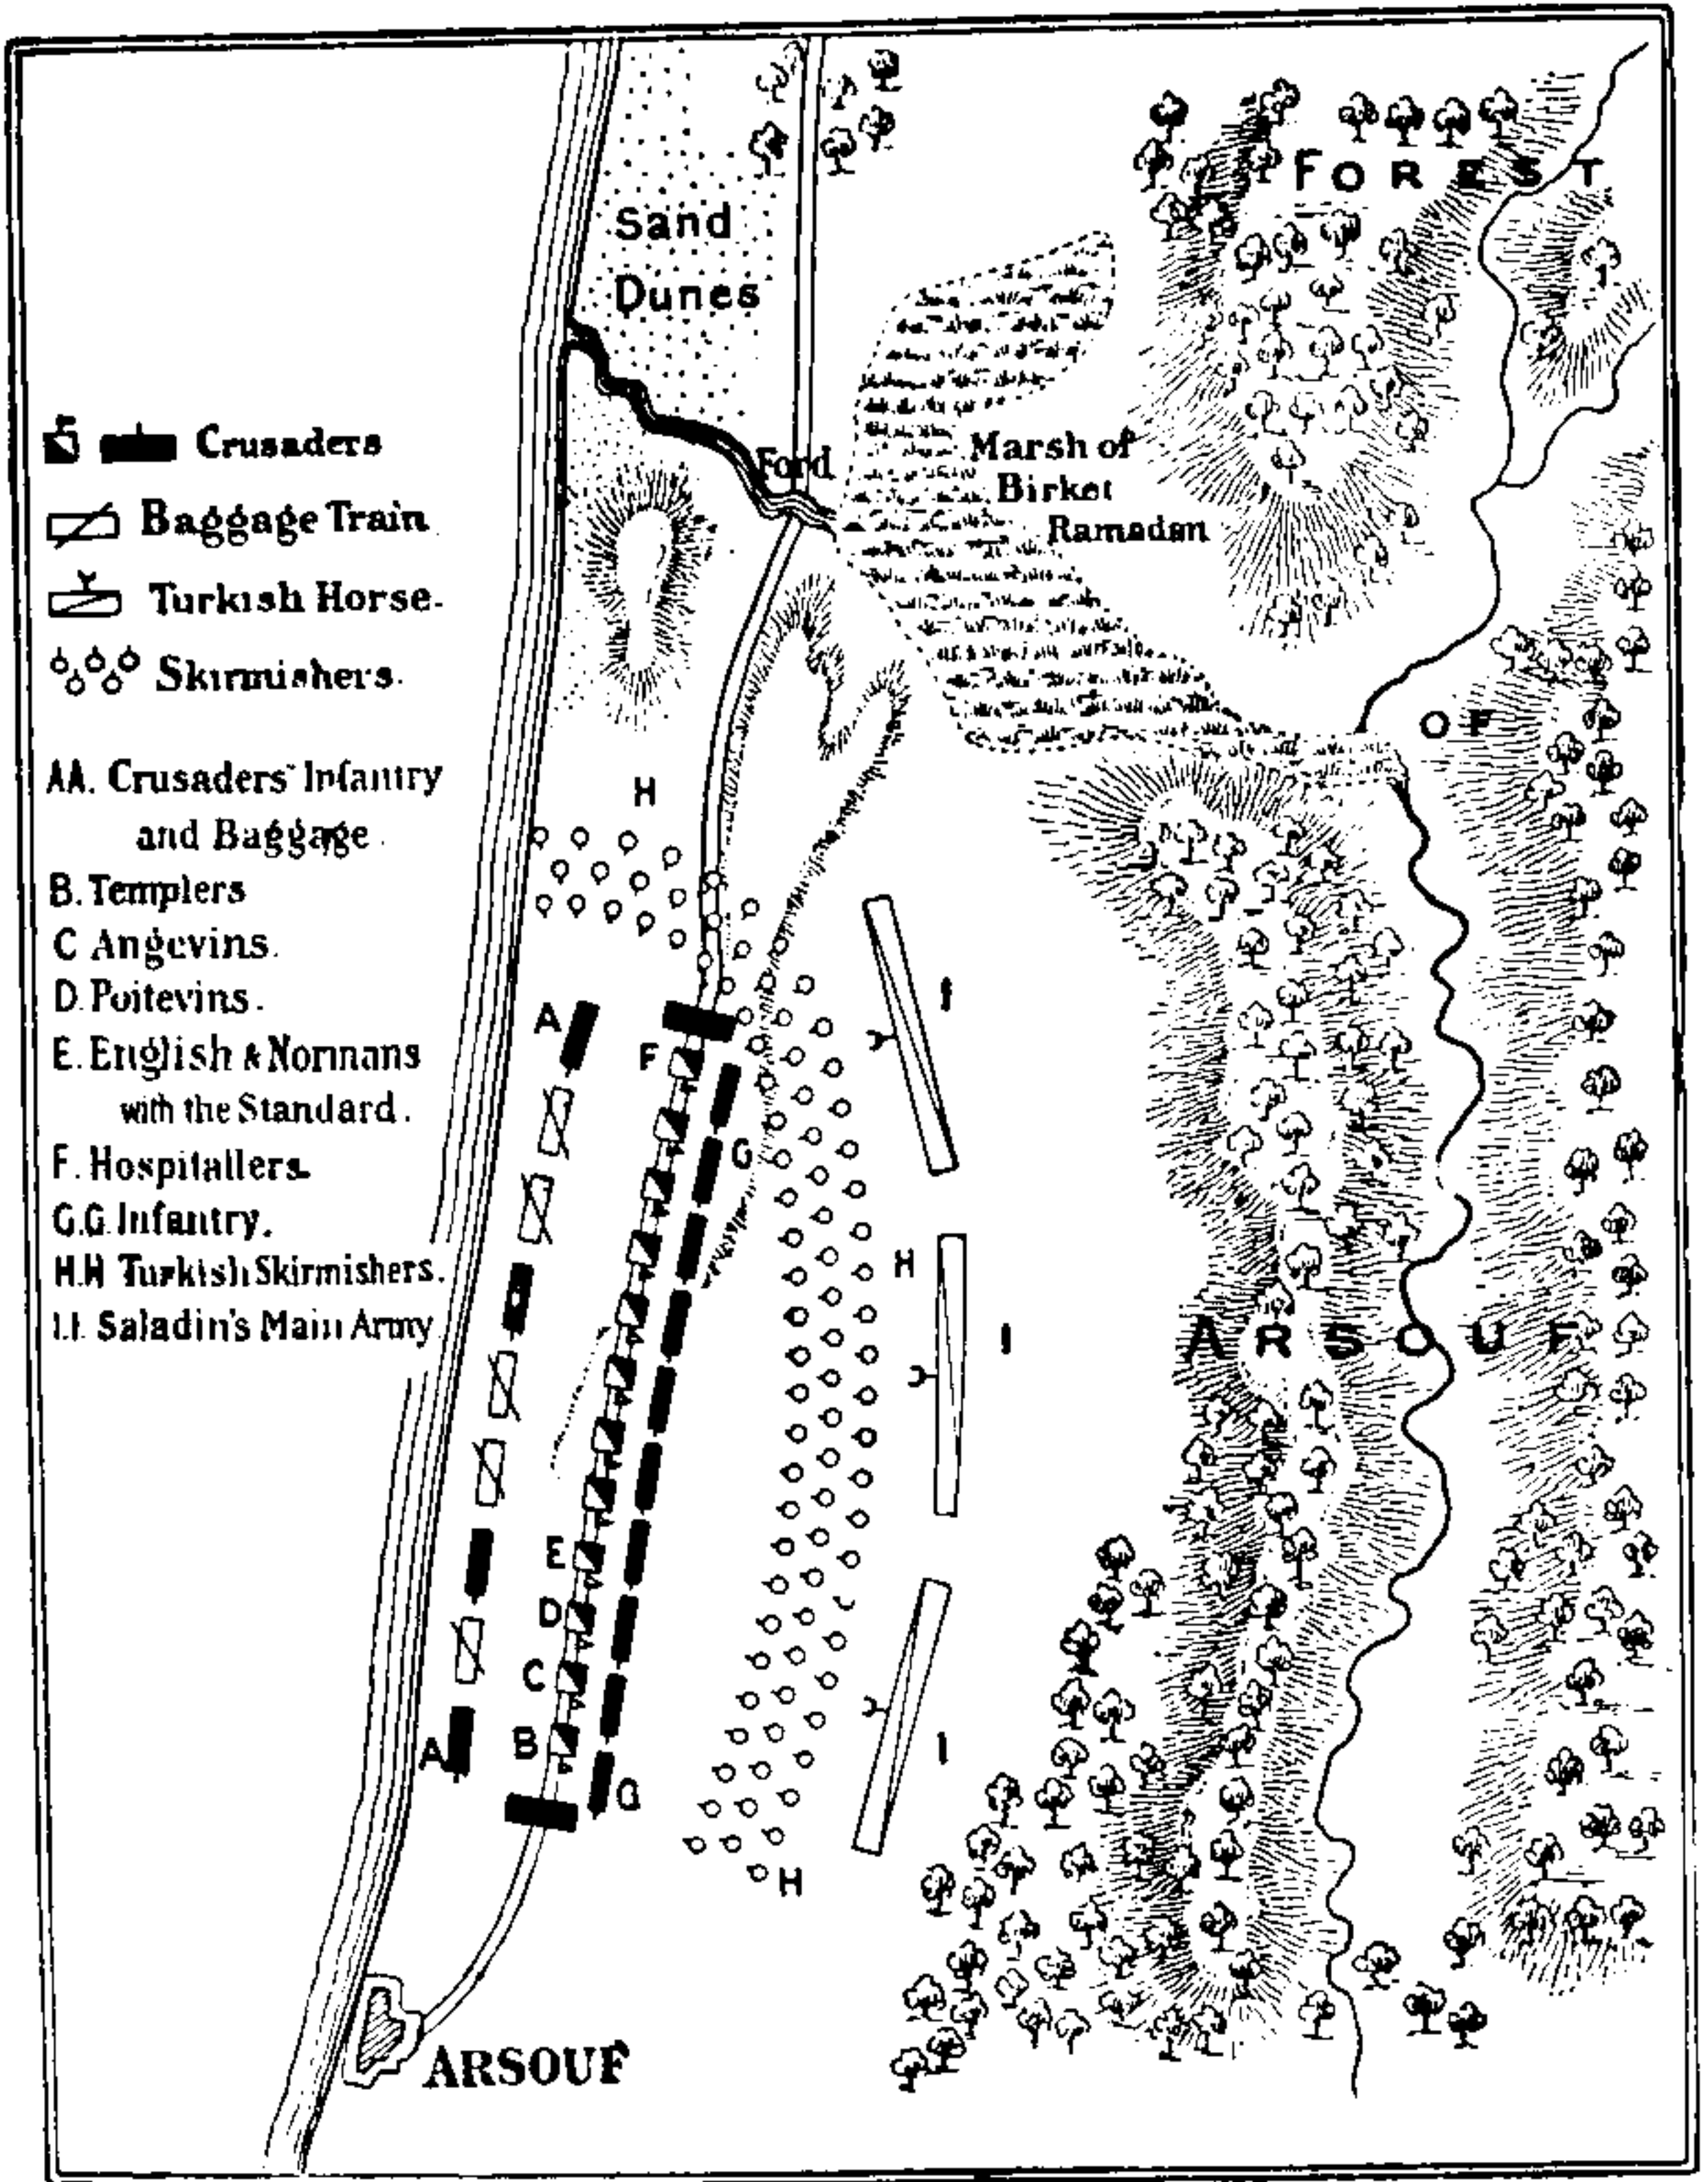 Crusaders
Baggage Train
Turkish Horse.
Skirmishers.
AA. Crusaders' Infantry
and Baggage.
B. Templers
C Angevins.
D. Poitevins.
E. English & Normans
with the Standard.
F. Hospitallers.
G.G. Infantry.
H.H Turkish Skirmishers.
I.I. Saladin's Main Army
Sand
Dunes
Ford
Marsh of
Birket
Ramadan
FOREST
OF
ARSOUF
H
A
F
G
I
H
I
E
D
C
B
A
G
I
H
ARSOUF